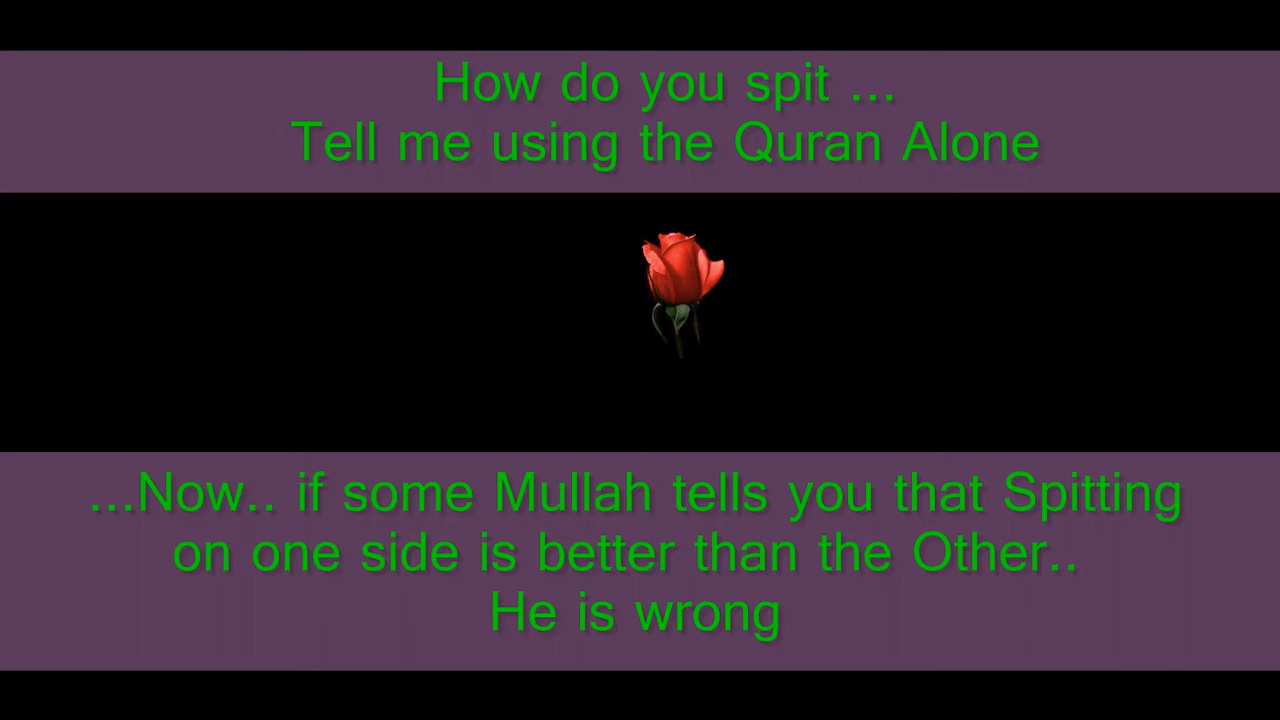 How do you spit ...
Tell me using the Quran Alone
...Now.. if some Mullah tells you that Spitting
on one side is better than the Other..
He is wrong